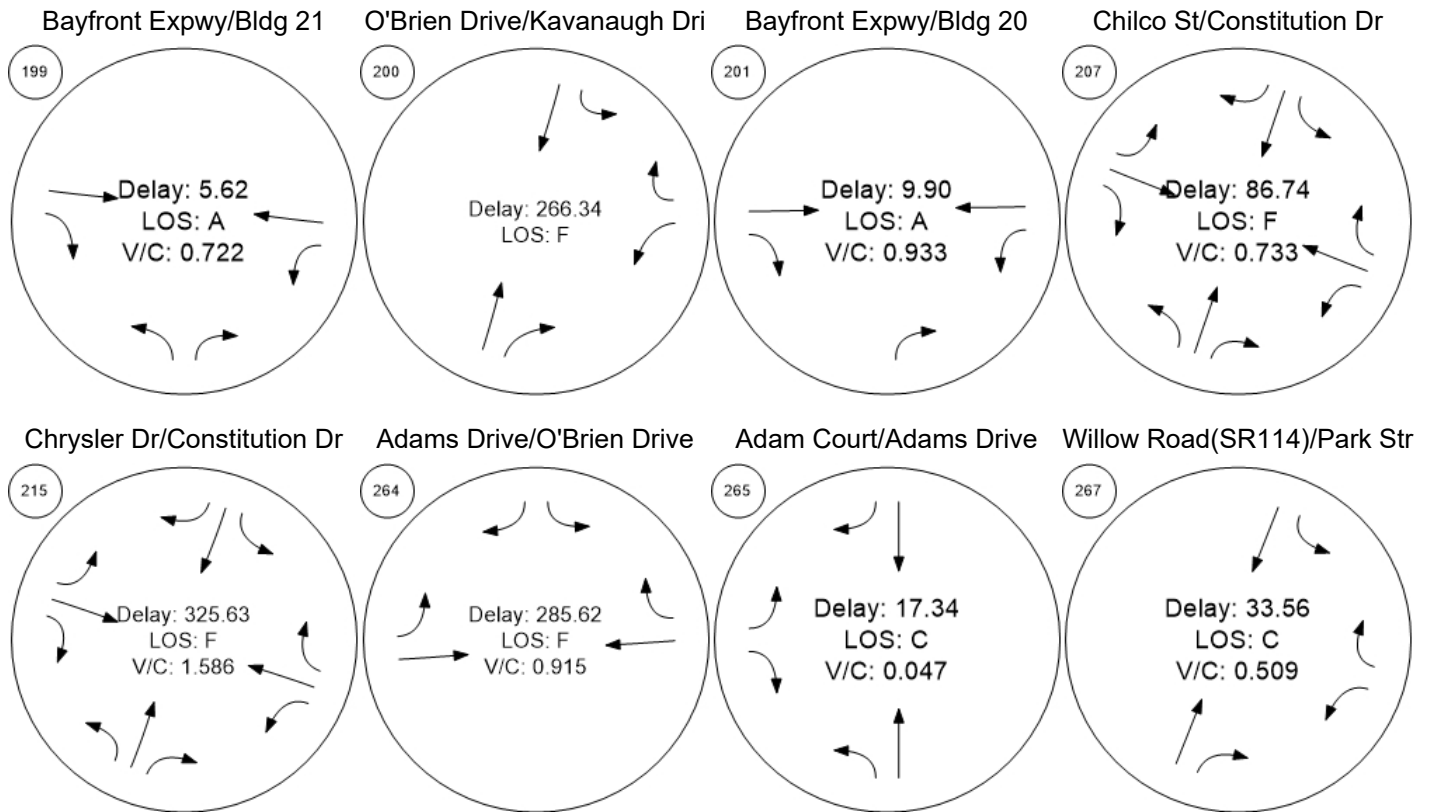 Bayfront Expwy/Bldg 21
199
Delay: 5.62
LOS: A
V/C: 0.722
O'Brien Drive/Kavanaugh Dri
200
Delay: 266.34
LOS: F
Bayfront Expwy/Bldg 20
201
Delay: 9.90
LOS: A
V/C: 0.933
Chilco St/Constitution Dr
207
Delay: 86.74
LOS: F
V/C: 0.733
Chrysler Dr/Constitution Dr
215
Delay: 325.63
LOS: F
V/C: 1.586
Adams Drive/O'Brien Drive
264
Delay: 285.62
LOS: F
V/C: 0.915
Adam Court/Adams Drive
265
Delay: 17.34
LOS: C
V/C: 0.047
Willow Road(SR114)/Park Str
267
Delay: 33.56
LOS: C
V/C: 0.509